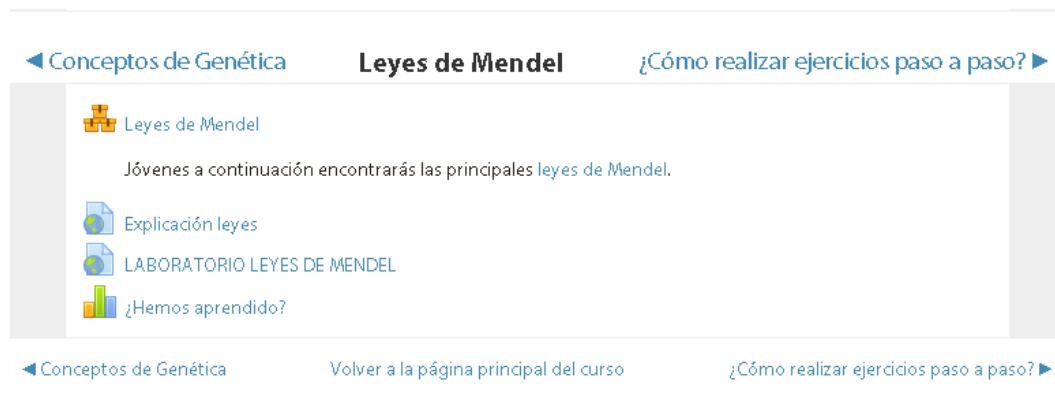 ◄ Conceptos de Genética Leyes de Mendel ¿Cómo realizar ejercicios paso a paso? ►
Leyes de Mendel
Jóvenes a continuación encontrarás las principales leyes de Mendel.
Explicación leyes
LABORATORIO LEYES DE MENDEL
¿Hemos aprendido?
◄ Conceptos de Genética Volver a la página principal del curso ¿Cómo realizar ejercicios paso a paso? ►